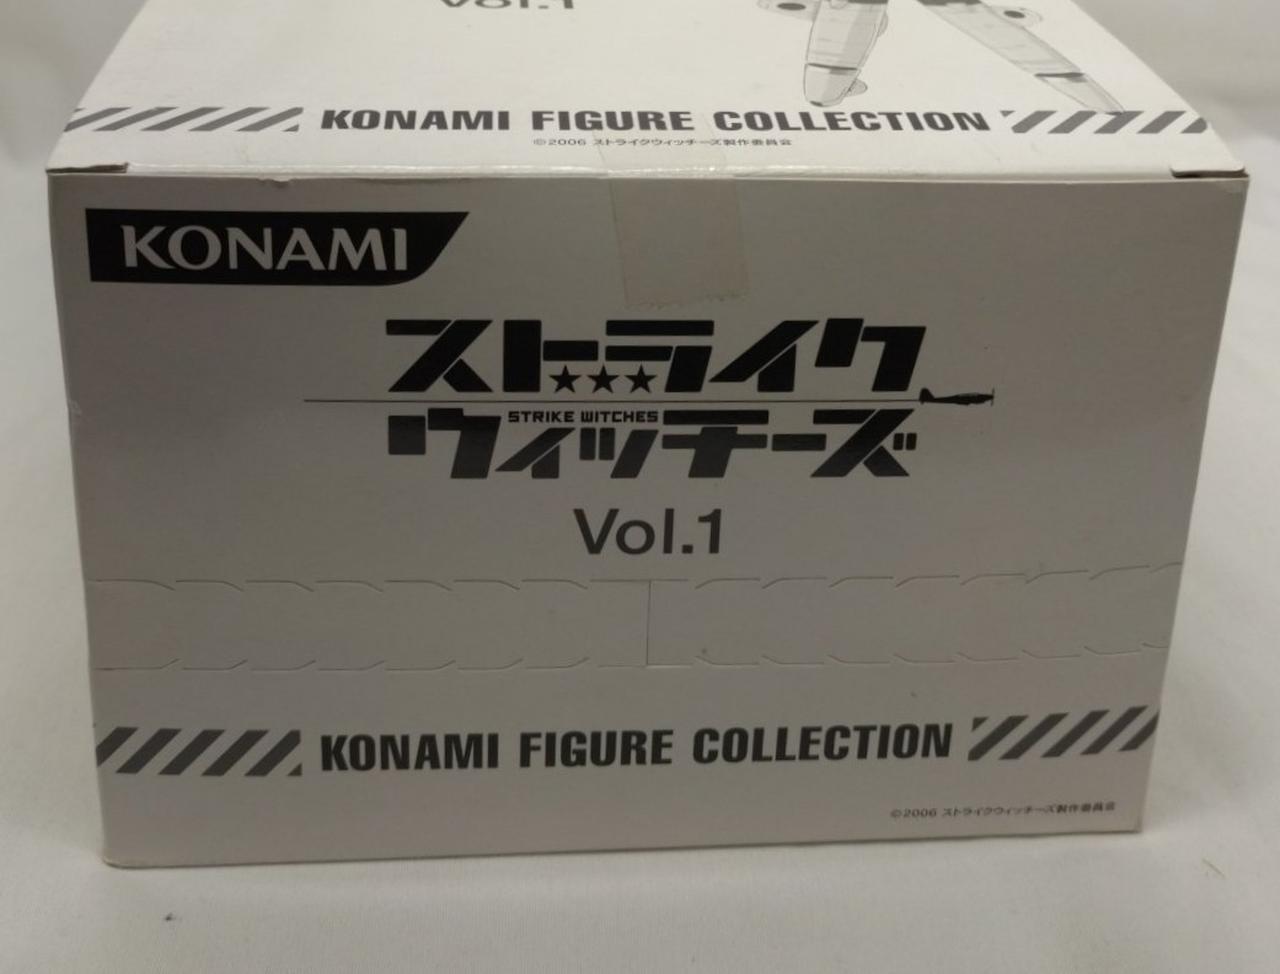 Vol.1
KONAMI FIGURE COLLECTION
©2006 ストライクウィッチーズ製作委員会
KONAMI
ストライク
STRIKE WITCHES
ウィッチーズ
Vol.1
KONAMI FIGURE COLLECTION
©2006 ストライクウィッチーズ製作委員会